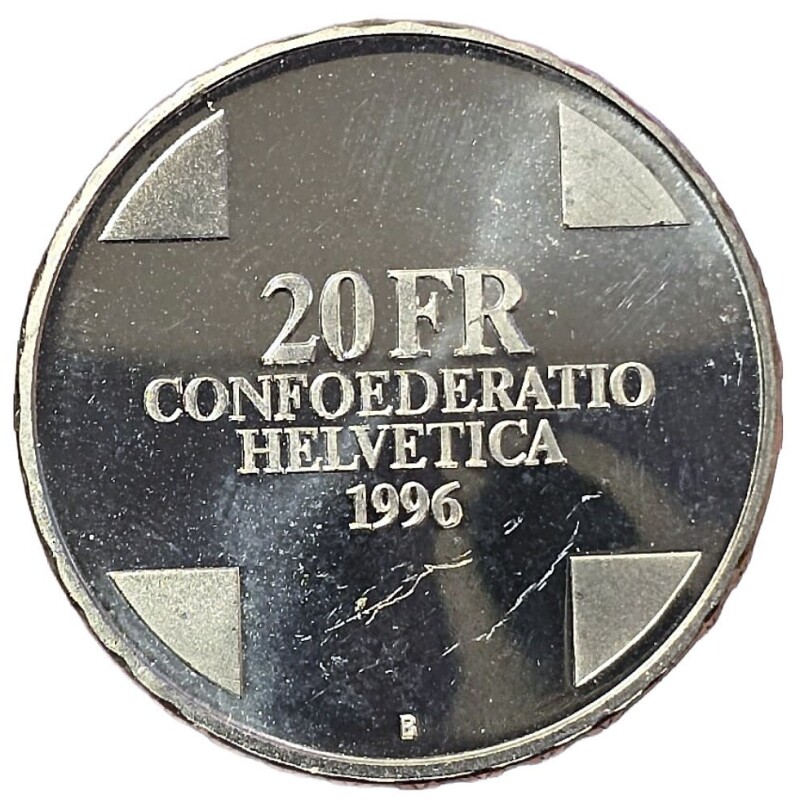 20 FR
CONFOEDERATIO
HELVETICA
1996
B